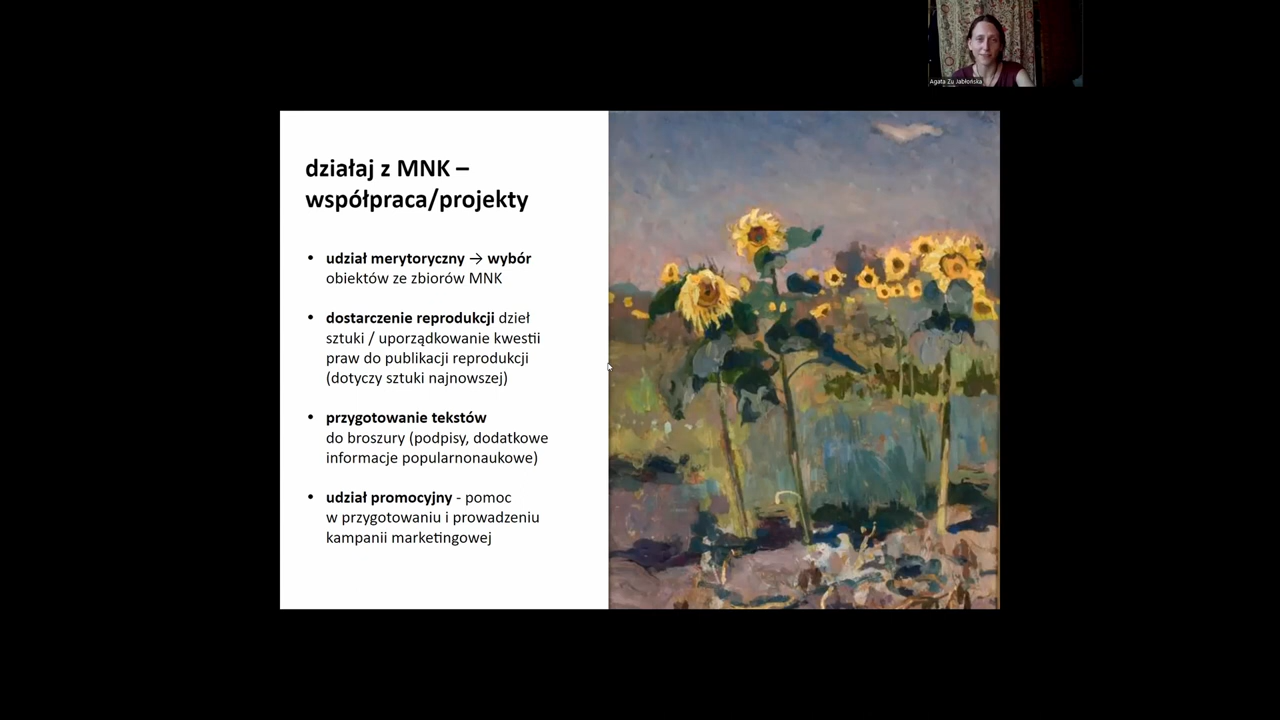 Agata Zu Jabłońska
działaj z MNK –
współpraca/projekty
• udział merytoryczny → wybór
obiektów ze zbiorów MNK
• dostarczenie reprodukcji dzieł
sztuki / uporządkowanie kwestii
praw do publikacji reprodukcji
(dotyczy sztuki najnowszej)
• przygotowanie tekstów
do broszury (podpisy, dodatkowe
informacje popularnonaukowe)
• udział promocyjny - pomoc
w przygotowaniu i prowadzeniu
kampanii marketingowej